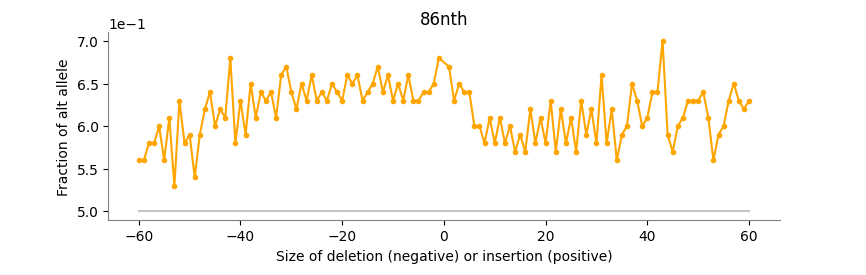 86nth
1e−1
7.0
6.5
6.0
5.5
5.0
Fraction of alt allele
−60 −40 −20 0 20 40 60
Size of deletion (negative) or insertion (positive)